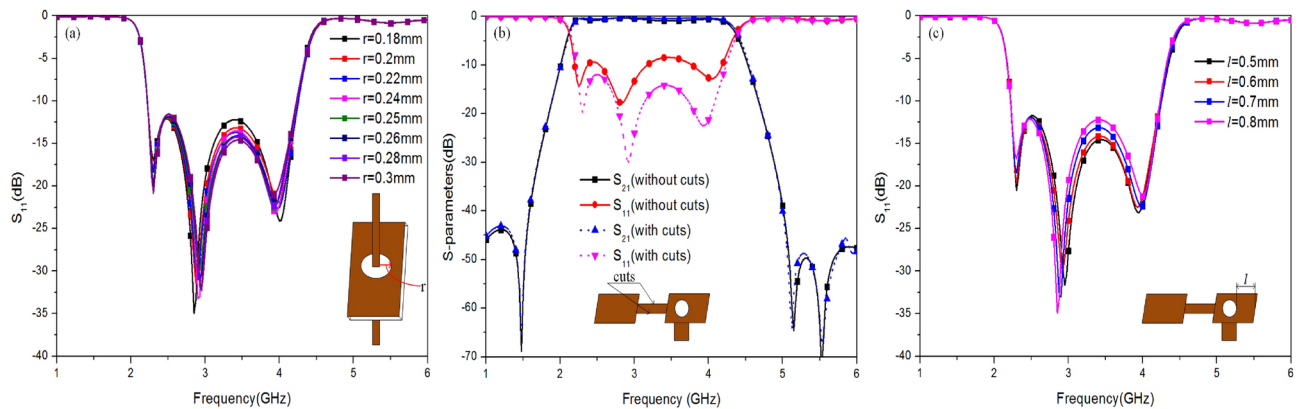 (a)
r=0.18mm
r=0.2mm
r=0.22mm
r=0.24mm
r=0.25mm
r=0.26mm
r=0.28mm
r=0.3mm
r
S11(dB)
0
-5
-10
-15
-20
-25
-30
-35
-40
1 2 3 4 5 6
Frequency(GHz)
(b)
S21(without cuts)
S11(without cuts)
S21(with cuts)
S11(with cuts)
cuts
S-parameters(dB)
0
-10
-20
-30
-40
-50
-60
-70
1 2 3 4 5 6
Frequency (GHz)
(c)
l=0.5mm
l=0.6mm
l=0.7mm
l=0.8mm
l
S11(dB)
0
-5
-10
-15
-20
-25
-30
-35
-40
1 2 3 4 5 6
Frequency(GHz)